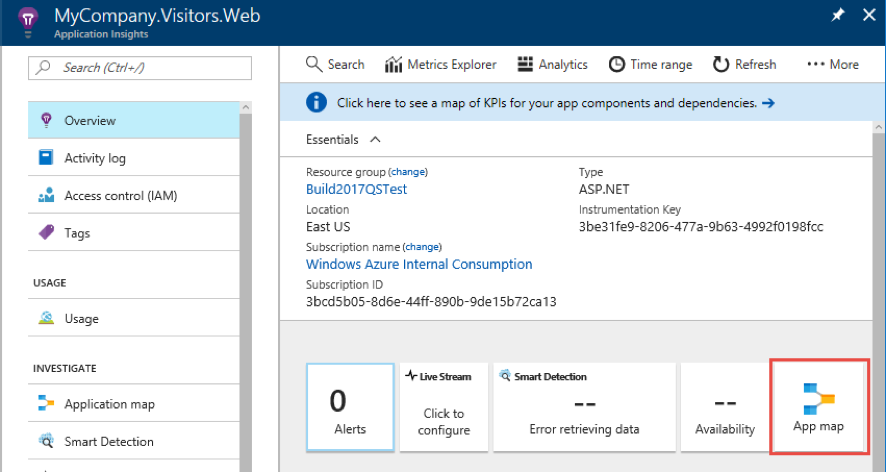 MyCompany.Visitors.Web
Application Insights
Search (Ctrl+/)
Overview
Activity log
Access control (IAM)
Tags
USAGE
Usage
INVESTIGATE
Application map
Smart Detection
Search
Metrics Explorer
Analytics
Time range
Refresh
More
Click here to see a map of KPIs for your app components and dependencies.
Essentials
Resource group (change)
Build2017QSTest
Location
East US
Subscription name (change)
Windows Azure Internal Consumption
Subscription ID
3bcd5b05-8d6e-44ff-890b-9de15b72ca13
Type
ASP.NET
Instrumentation Key
3be31fe9-8206-477a-9b63-4992f0198fcc
0
Alerts
Live Stream
Click to
configure
Smart Detection
--
Error retrieving data
--
Availability
App map